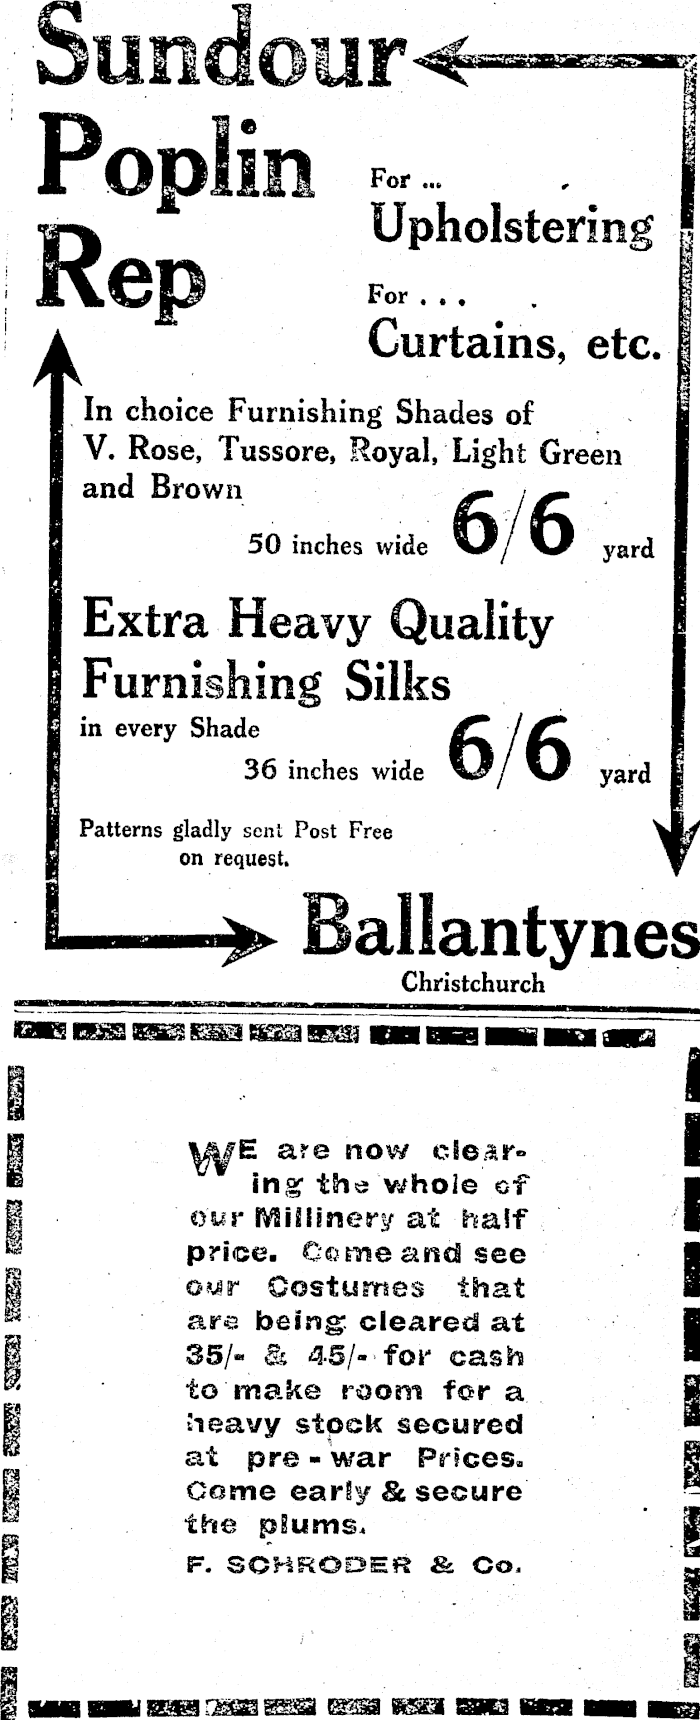 Sundour
Poplin
Rep
For ...
Upholstering
For ...
Curtains, etc.
In choice Furnishing Shades of
V. Rose, Tussore, Royal, Light Green
and Brown
50 inches wide 6/6 yard
Extra Heavy Quality
Furnishing Silks
in every Shade
36 inches wide 6/6 yard
Patterns gladly sent Post Free
on request.
Ballantynes
Christchurch
WE are now clear-
ing the whole of
our Millinery at half
price. Come and see
our Costumes that
are being cleared at
35/- & 45/- for cash
to make room for a
heavy stock secured
at pre-war Prices.
Come early & secure
the plums.
F. SCHRODER & Co.